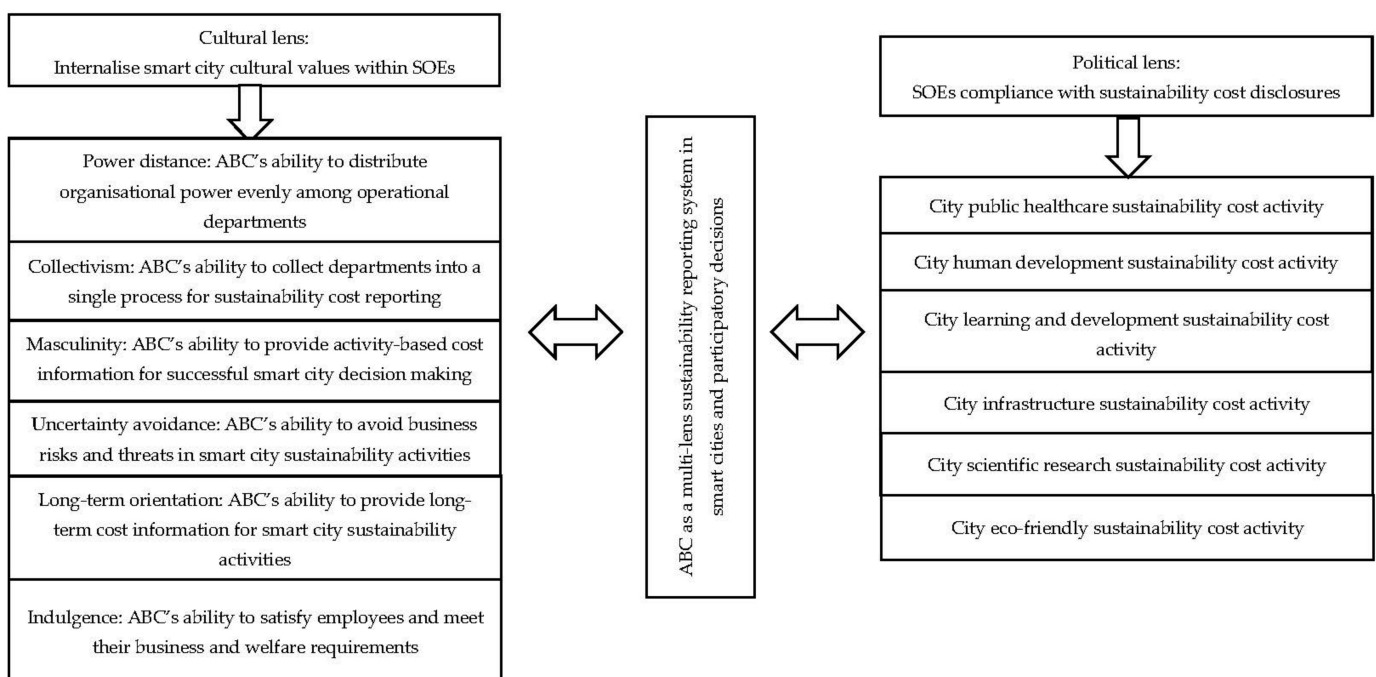 Cultural lens:
Internalise smart city cultural values within SOEs
Power distance: ABC's ability to distribute
organisational power evenly among operational
departments
Collectivism: ABC's ability to collect departments into a
single process for sustainability cost reporting
Masculinity: ABC's ability to provide activity-based cost
information for successful smart city decision making
Uncertainty avoidance: ABC's ability to avoid business
risks and threats in smart city sustainability activities
Long-term orientation: ABC's ability to provide long-
term cost information for smart city sustainability
activities
Indulgence: ABC's ability to satisfy employees and meet
their business and welfare requirements
ABC as a multi-lens sustainability reporting system in
smart cities and participatory decisions
Political lens:
SOEs compliance with sustainability cost disclosures
City public healthcare sustainability cost activity
City human development sustainability cost activity
City learning and development sustainability cost
activity
City infrastructure sustainability cost activity
City scientific research sustainability cost activity
City eco-friendly sustainability cost activity